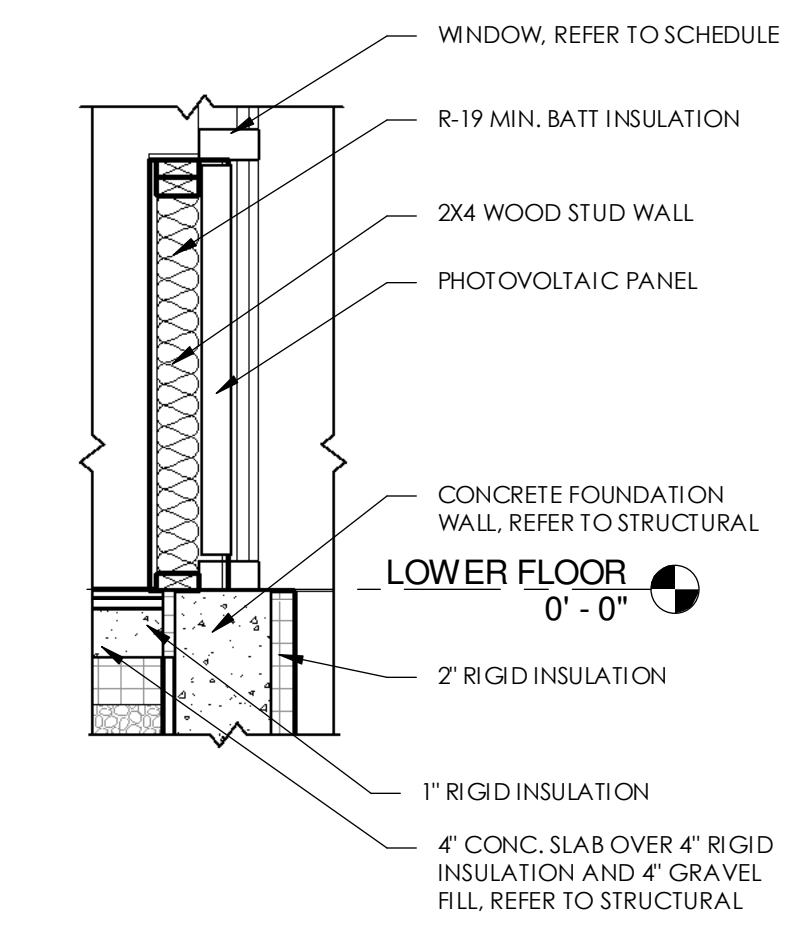 WINDOW, REFER TO SCHEDULE
R-19 MIN. BATT INSULATION
2X4 WOOD STUD WALL
PHOTOVOLTAIC PANEL
CONCRETE FOUNDATION
WALL, REFER TO STRUCTURAL
LOWER FLOOR
0' - 0"
2" RIGID INSULATION
1" RIGID INSULATION
4" CONC. SLAB OVER 4" RIGID
INSULATION AND 4" GRAVEL
FILL, REFER TO STRUCTURAL